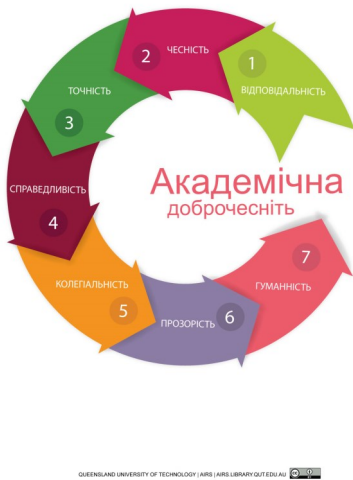 Академічна
доброчесніть
1
ВІДПОВІДАЛЬНІСТЬ
2
ЧЕСНІСТЬ
ТОЧНІСТЬ
3
СПРАВЕДЛИВІСТЬ
4
КОЛЕГІАЛЬНІСТЬ
5
ПРОЗОРІСТЬ
6
7
ГУМАННІСТЬ
QUEENSLAND UNIVERSITY OF TECHNOLOGY | AIRS | AIRS.LIBRARY.QUT.EDU.AU